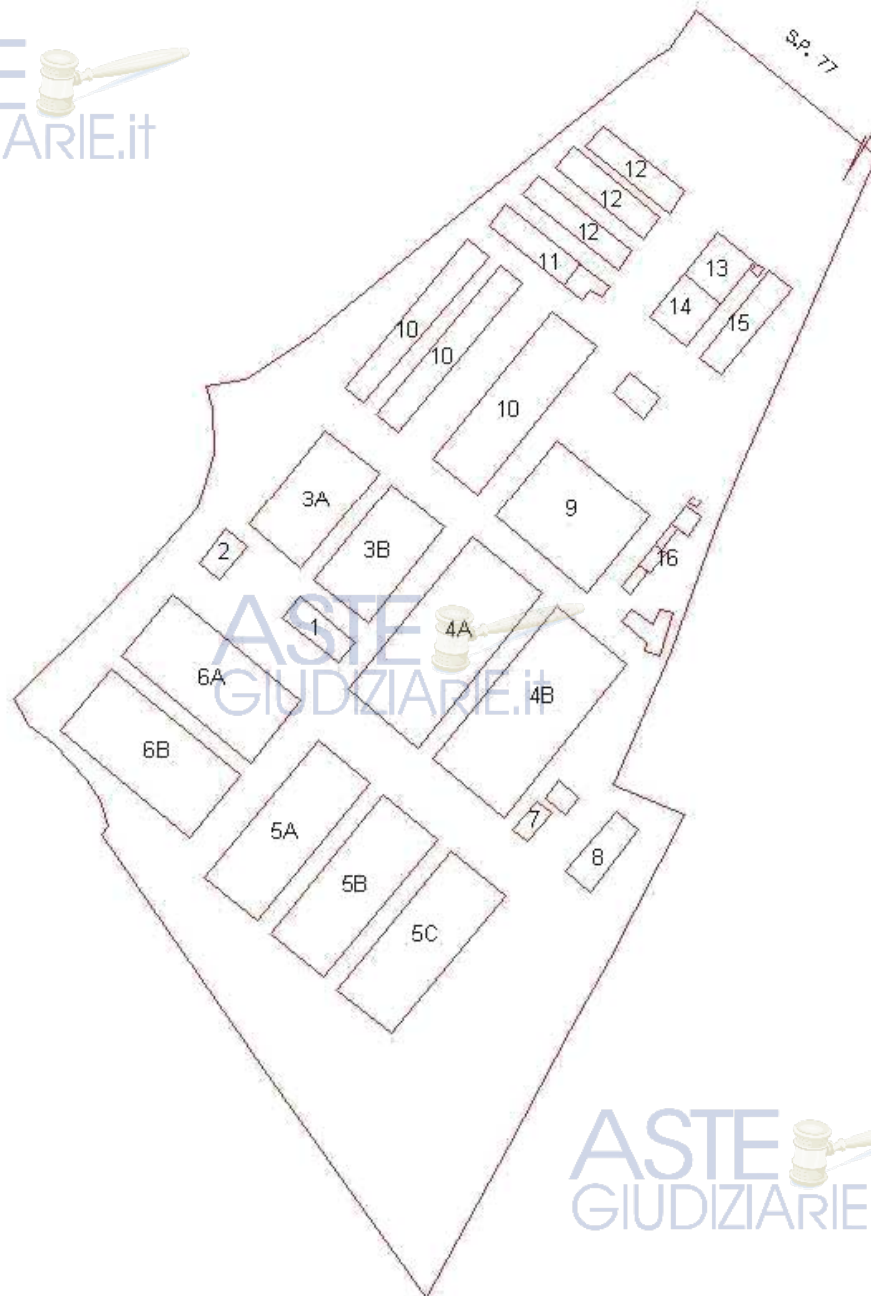 S.P. 77
E
ARIE.it
12
12
12
11
13
14
15
10
10
10
3A
9
3B
2
16
1
ASTE
4A
GIUDIZIARIE.it
6A
4B
6B
7
5A
8
5B
5C
ASTE
GIUDIZIARIE